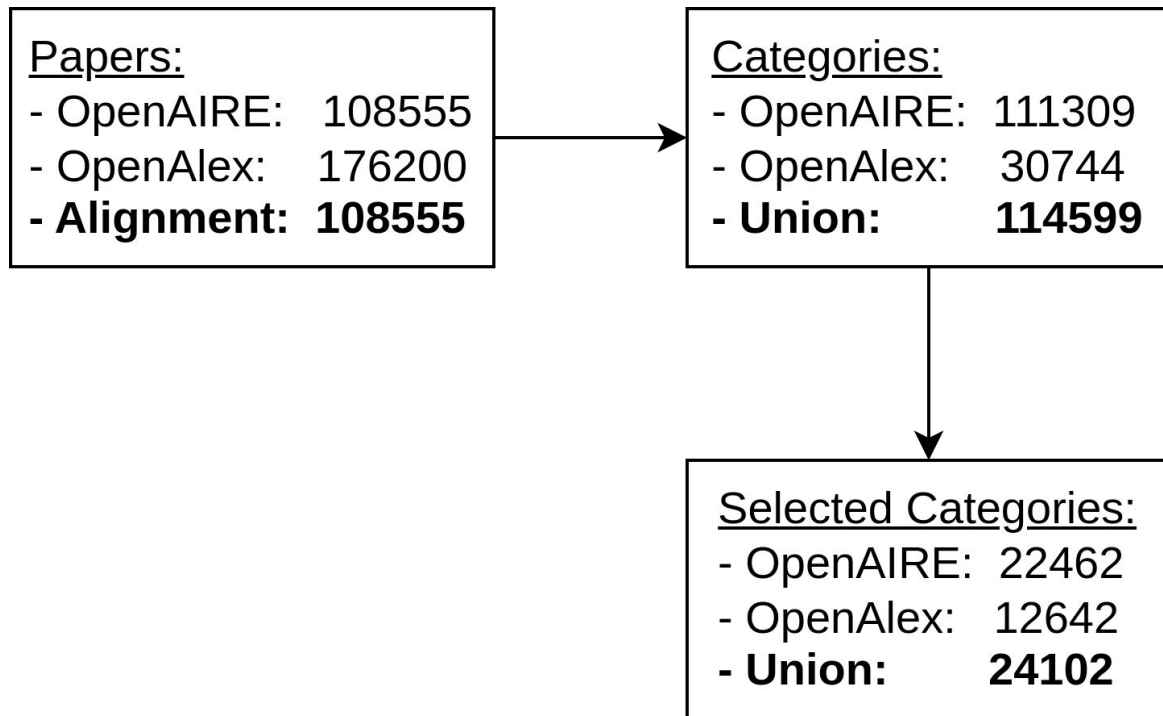 Papers:
- OpenAIRE: 108555
- OpenAlex: 176200
- Alignment: 108555
Categories:
- OpenAIRE: 111309
- OpenAlex: 30744
- Union: 114599
Selected Categories:
- OpenAIRE: 22462
- OpenAlex: 12642
- Union: 24102